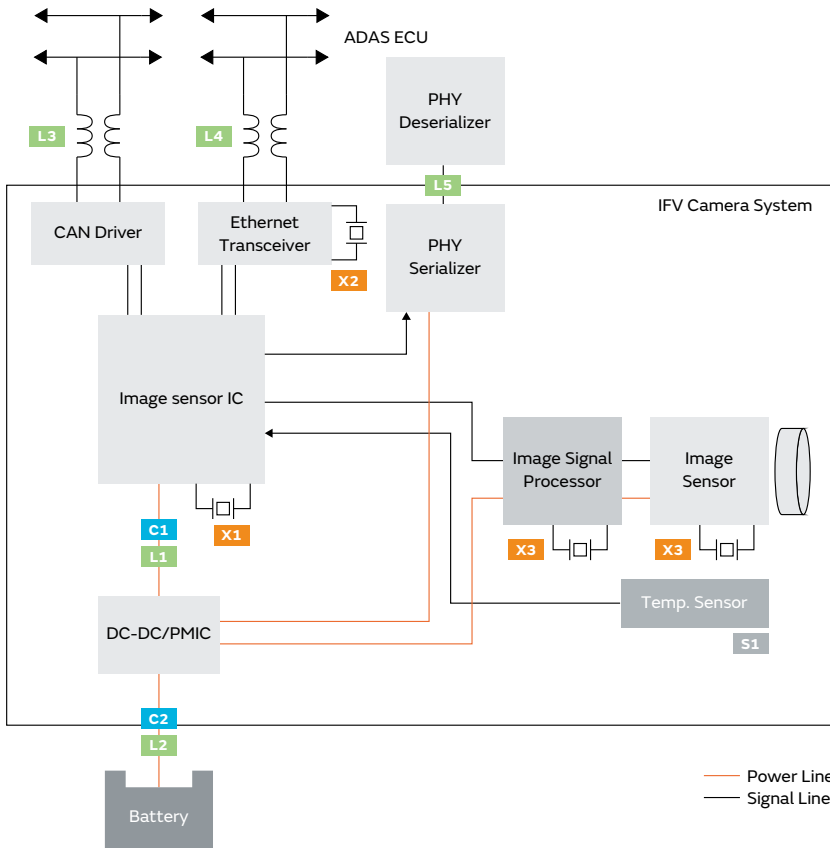 ADAS ECU
PHY
Deserializer
L3
L4
L5
IFV Camera System
CAN Driver
Ethernet
Transceiver
PHY
Serializer
X2
Image sensor IC
Image Signal
Processor
Image
Sensor
C1
X1
L1
X3
X3
Temp. Sensor
DC-DC/PMIC
S1
C2
L2
Power Line
Signal Line
Battery